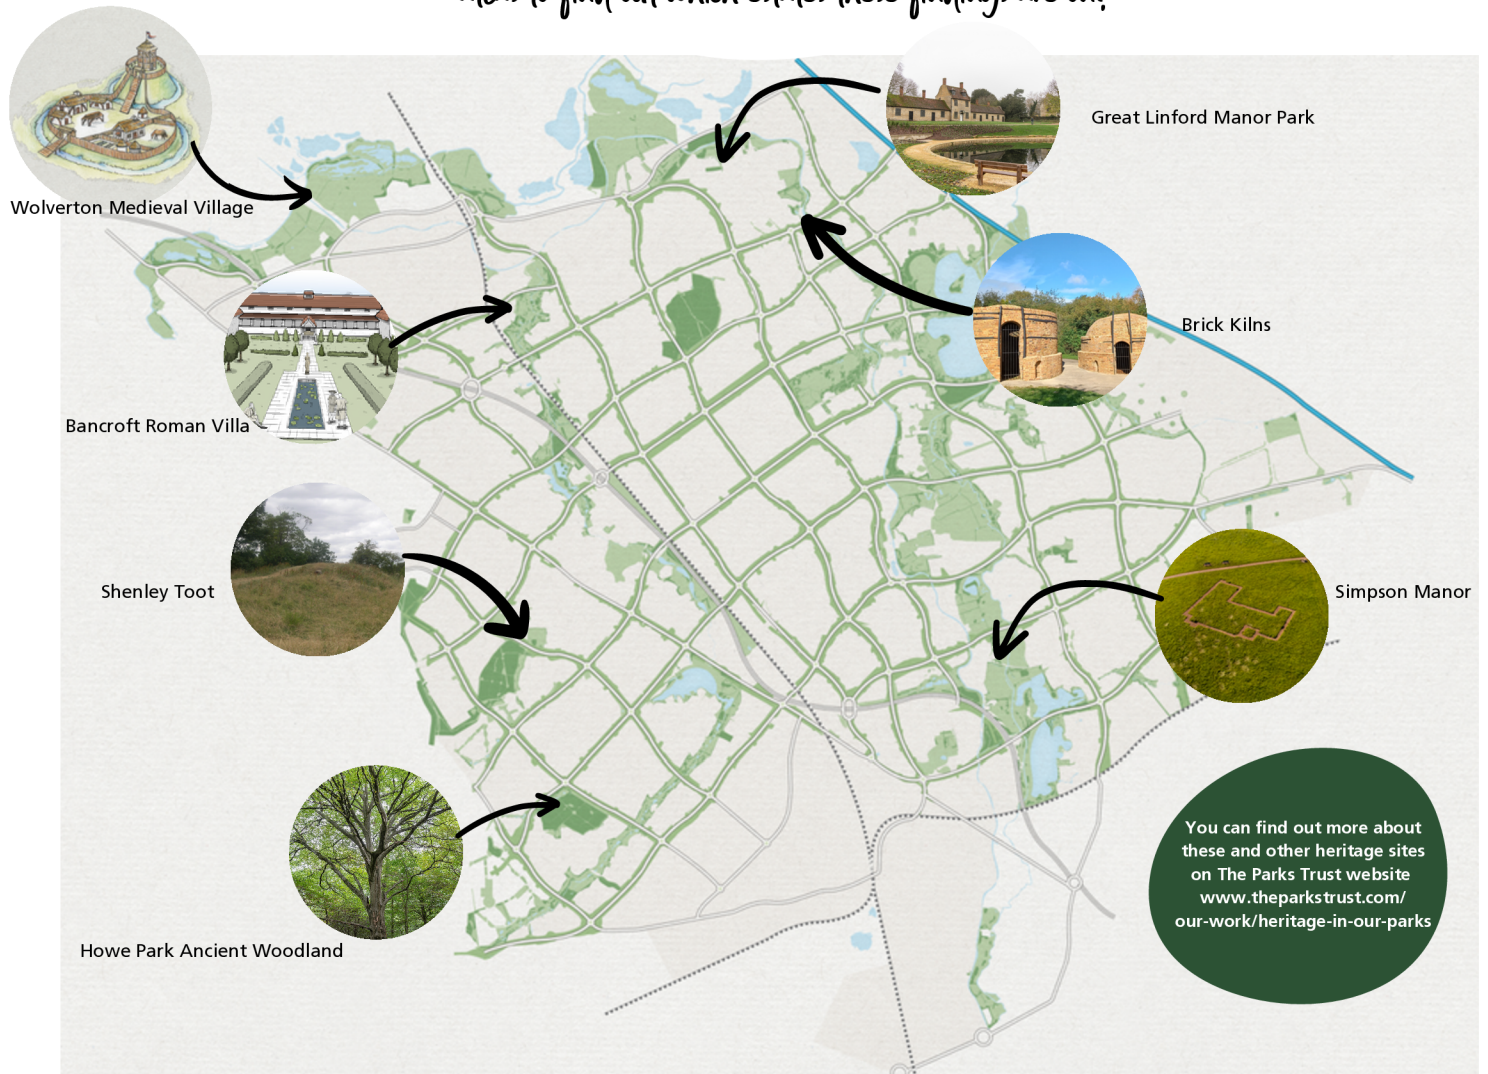 Great Linford Manor Park
Wolverton Medieval Village
Brick Kilns
Bancroft Roman Villa
Shenley Toot
Simpson Manor
You can find out more about
these and other heritage sites
on The Parks Trust website
www.theparkstrust.com/
our-work/heritage-in-our-parks
Howe Park Ancient Woodland